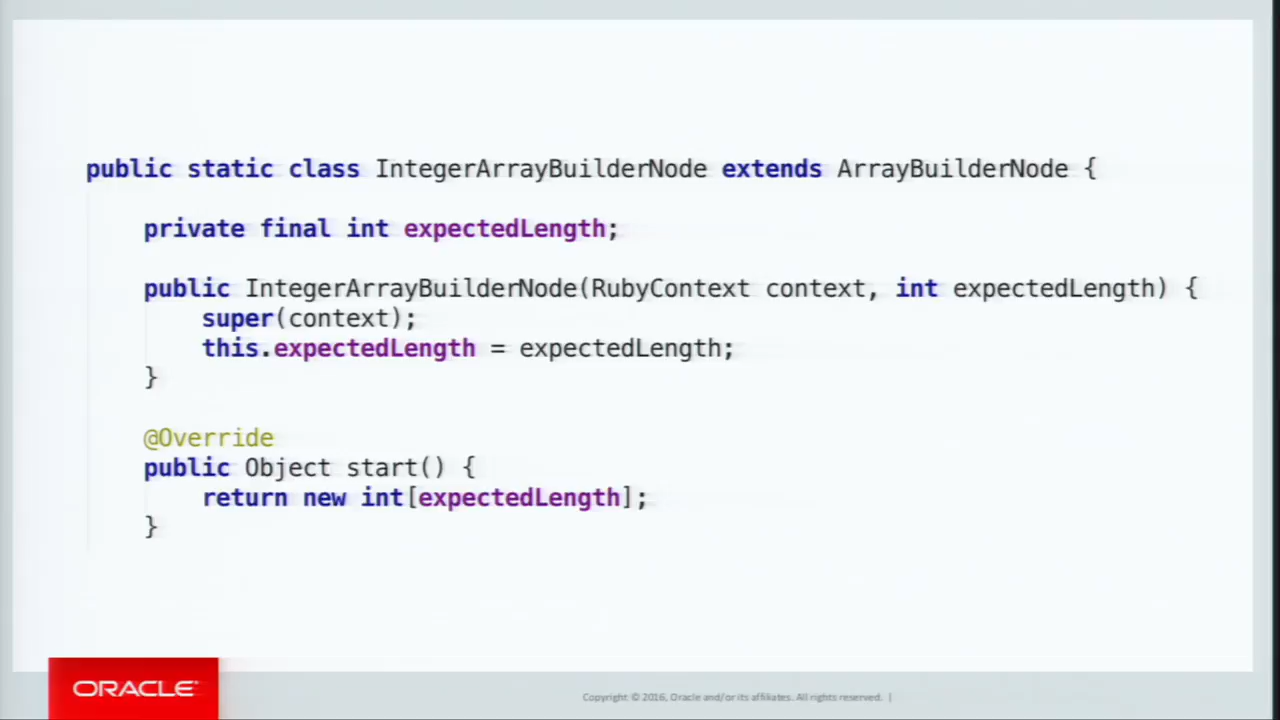 public static class IntegerArrayBuilderNode extends ArrayBuilderNode {
private final int expectedLength;
public IntegerArrayBuilderNode(RubyContext context, int expectedLength) {
super(context);
this.expectedLength = expectedLength;
}
@Override
public Object start() {
return new int[expectedLength];
}
ORACLE
Copyright © 2016, Oracle and/or its affiliates. All rights reserved. |